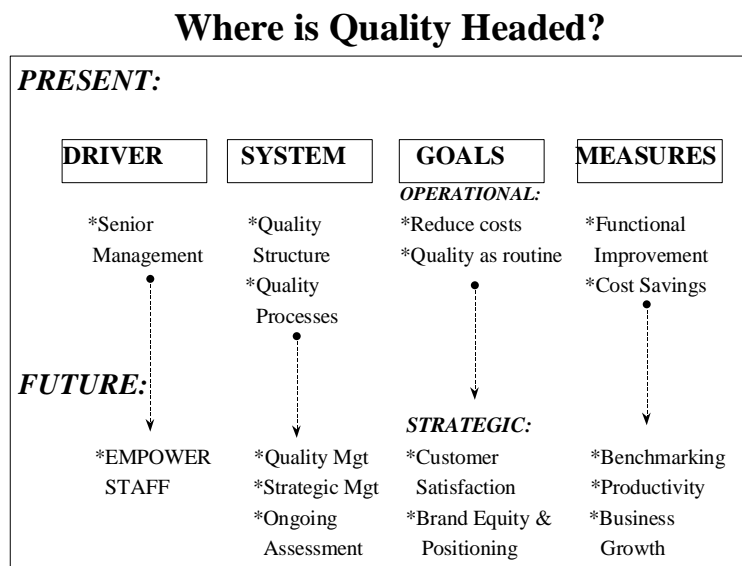 Where is Quality Headed?
PRESENT:
DRIVER
SYSTEM
GOALS
MEASURES
OPERATIONAL:
*Senior
Management
*Quality
Structure
*Quality
Processes
*Reduce costs
*Quality as routine
*Functional
Improvement
*Cost Savings
FUTURE:
*EMPOWER
STAFF
*Quality Mgt
*Strategic Mgt
*Ongoing
Assessment
STRATEGIC:
*Customer
Satisfaction
*Brand Equity &
Positioning
*Benchmarking
*Productivity
*Business
Growth